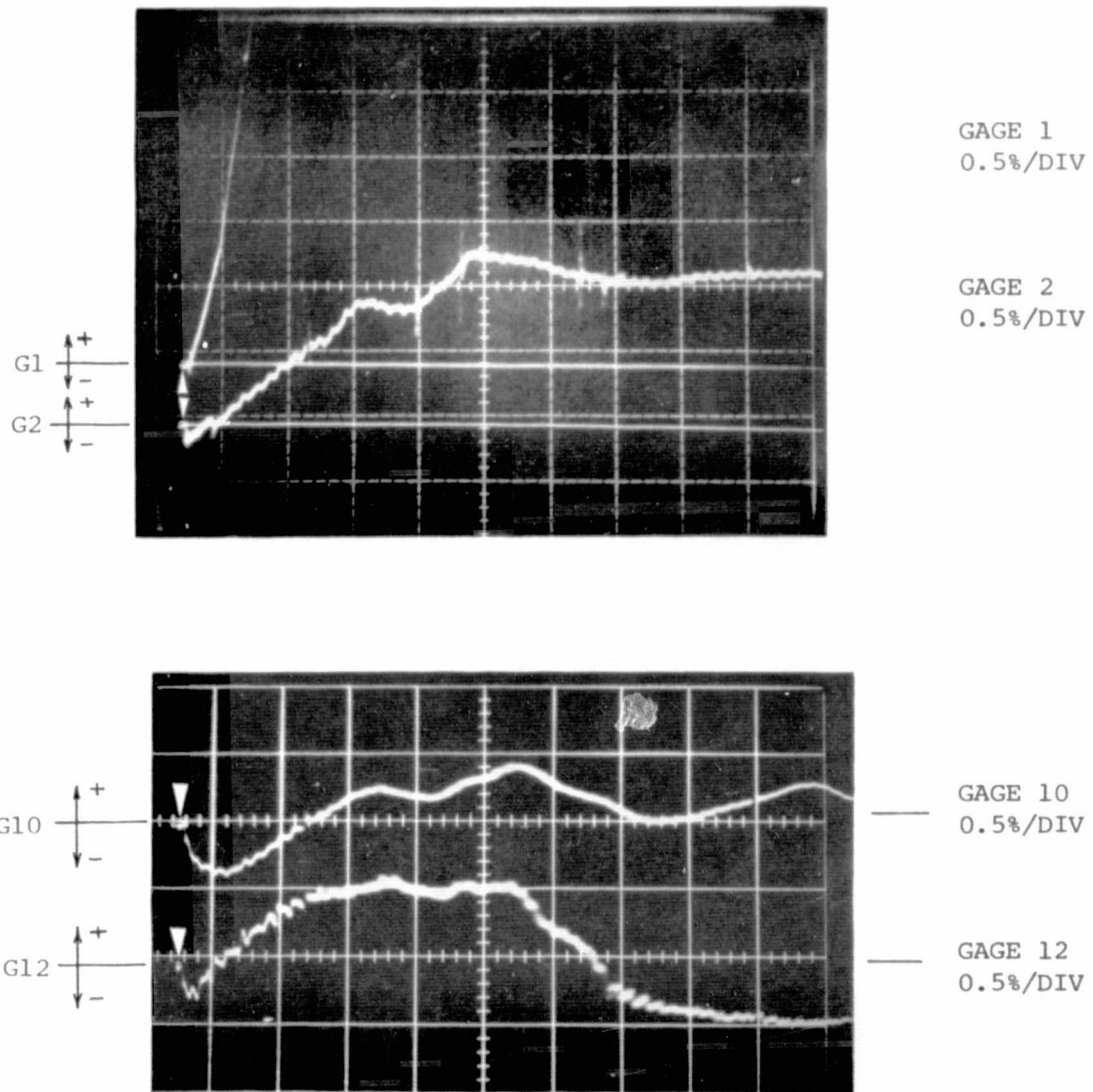 GAGE 1
0.5%/DIV
GAGE 2
0.5%/DIV
+
G1
-
+
G2
-
+
G10
-
GAGE 10
0.5%/DIV
+
G12
-
GAGE 12
0.5%/DIV